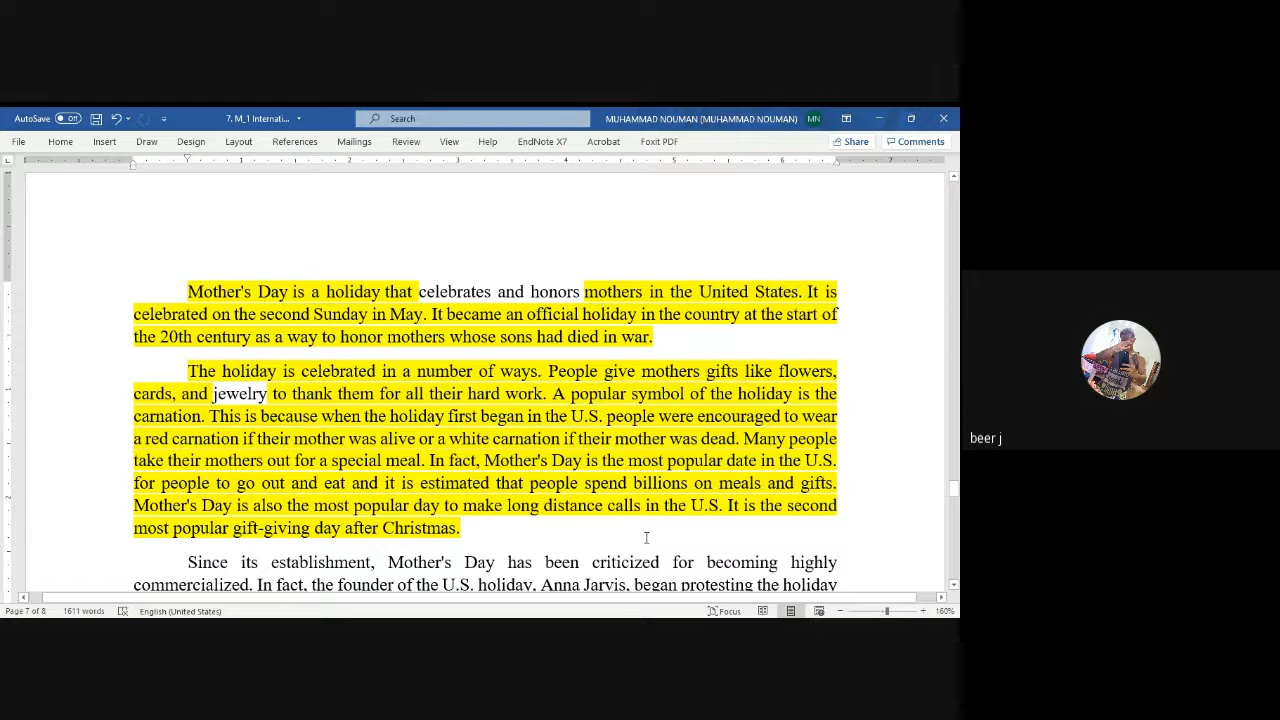 AutoSave Off 7. M_1 Internati... Search MUHAMMAD NOUMAN (MUHAMMAD NOUMAN) MN
File Home Insert Draw Design Layout References Mailings Review View Help EndNote X7 Acrobat Foxit PDF Share Comments
1 1 2 3 4 5 6 7
Mother's Day is a holiday that celebrates and honors mothers in the United States. It is
celebrated on the second Sunday in May. It became an official holiday in the country at the start of
the 20th century as a way to honor mothers whose sons had died in war.
The holiday is celebrated in a number of ways. People give mothers gifts like flowers,
cards, and jewelry to thank them for all their hard work. A popular symbol of the holiday is the
carnation. This is because when the holiday first began in the U.S. people were encouraged to wear
a red carnation if their mother was alive or a white carnation if their mother was dead. Many people
take their mothers out for a special meal. In fact, Mother's Day is the most popular date in the U.S.
for people to go out and eat and it is estimated that people spend billions on meals and gifts.
Mother's Day is also the most popular day to make long distance calls in the U.S. It is the second
most popular gift-giving day after Christmas.
Since its establishment, Mother's Day has been criticized for becoming highly
commercialized. In fact, the founder of the U.S. holiday, Anna Jarvis, began protesting the holiday
Page 7 of 8 1611 words English (United States) Focus 160%
beer j